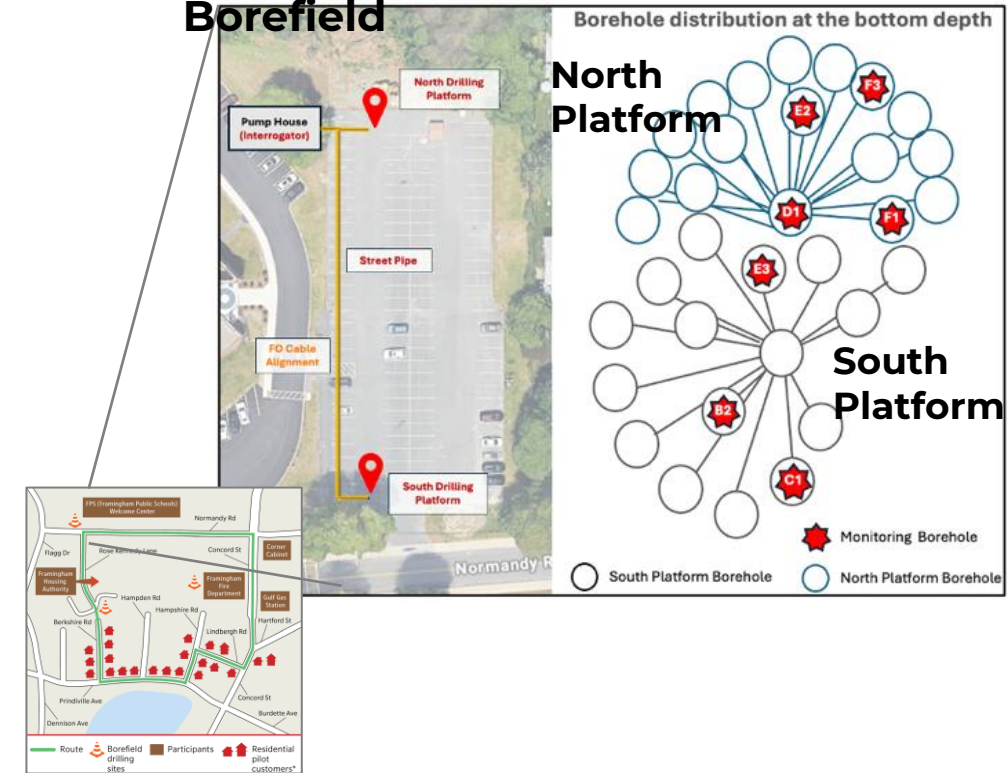 Borefield
Borehole distribution at the bottom depth
North Drilling
Platform
North
Platform
Pump House
(Interrogator)
F3
E2
D1
F1
Street Pipe
E3
FO Cable
Alignment
South
Platform
B2
South Drilling
Platform
C1
Monitoring Borehole
Normandy R
South Platform Borehole
North Platform Borehole
FPS (Framingham Public Schools)
Welcome Center
Normandy Rd
Flagg Dr
Rose Kennedy Lane
Concord St
Corner
Cabinet
Framingham
Housing
Authority
Framingham
Fire
Department
Hampden Rd
Gulf Gas
Station
Hampshire Rd
Berkshire Rd
Lindbergh Rd
Hartford St
Prindiville Ave
Concord St
Burdette Ave
Dennison Ave
Route
Borefield
drilling
sites
Participants
Residential
pilot
customers*